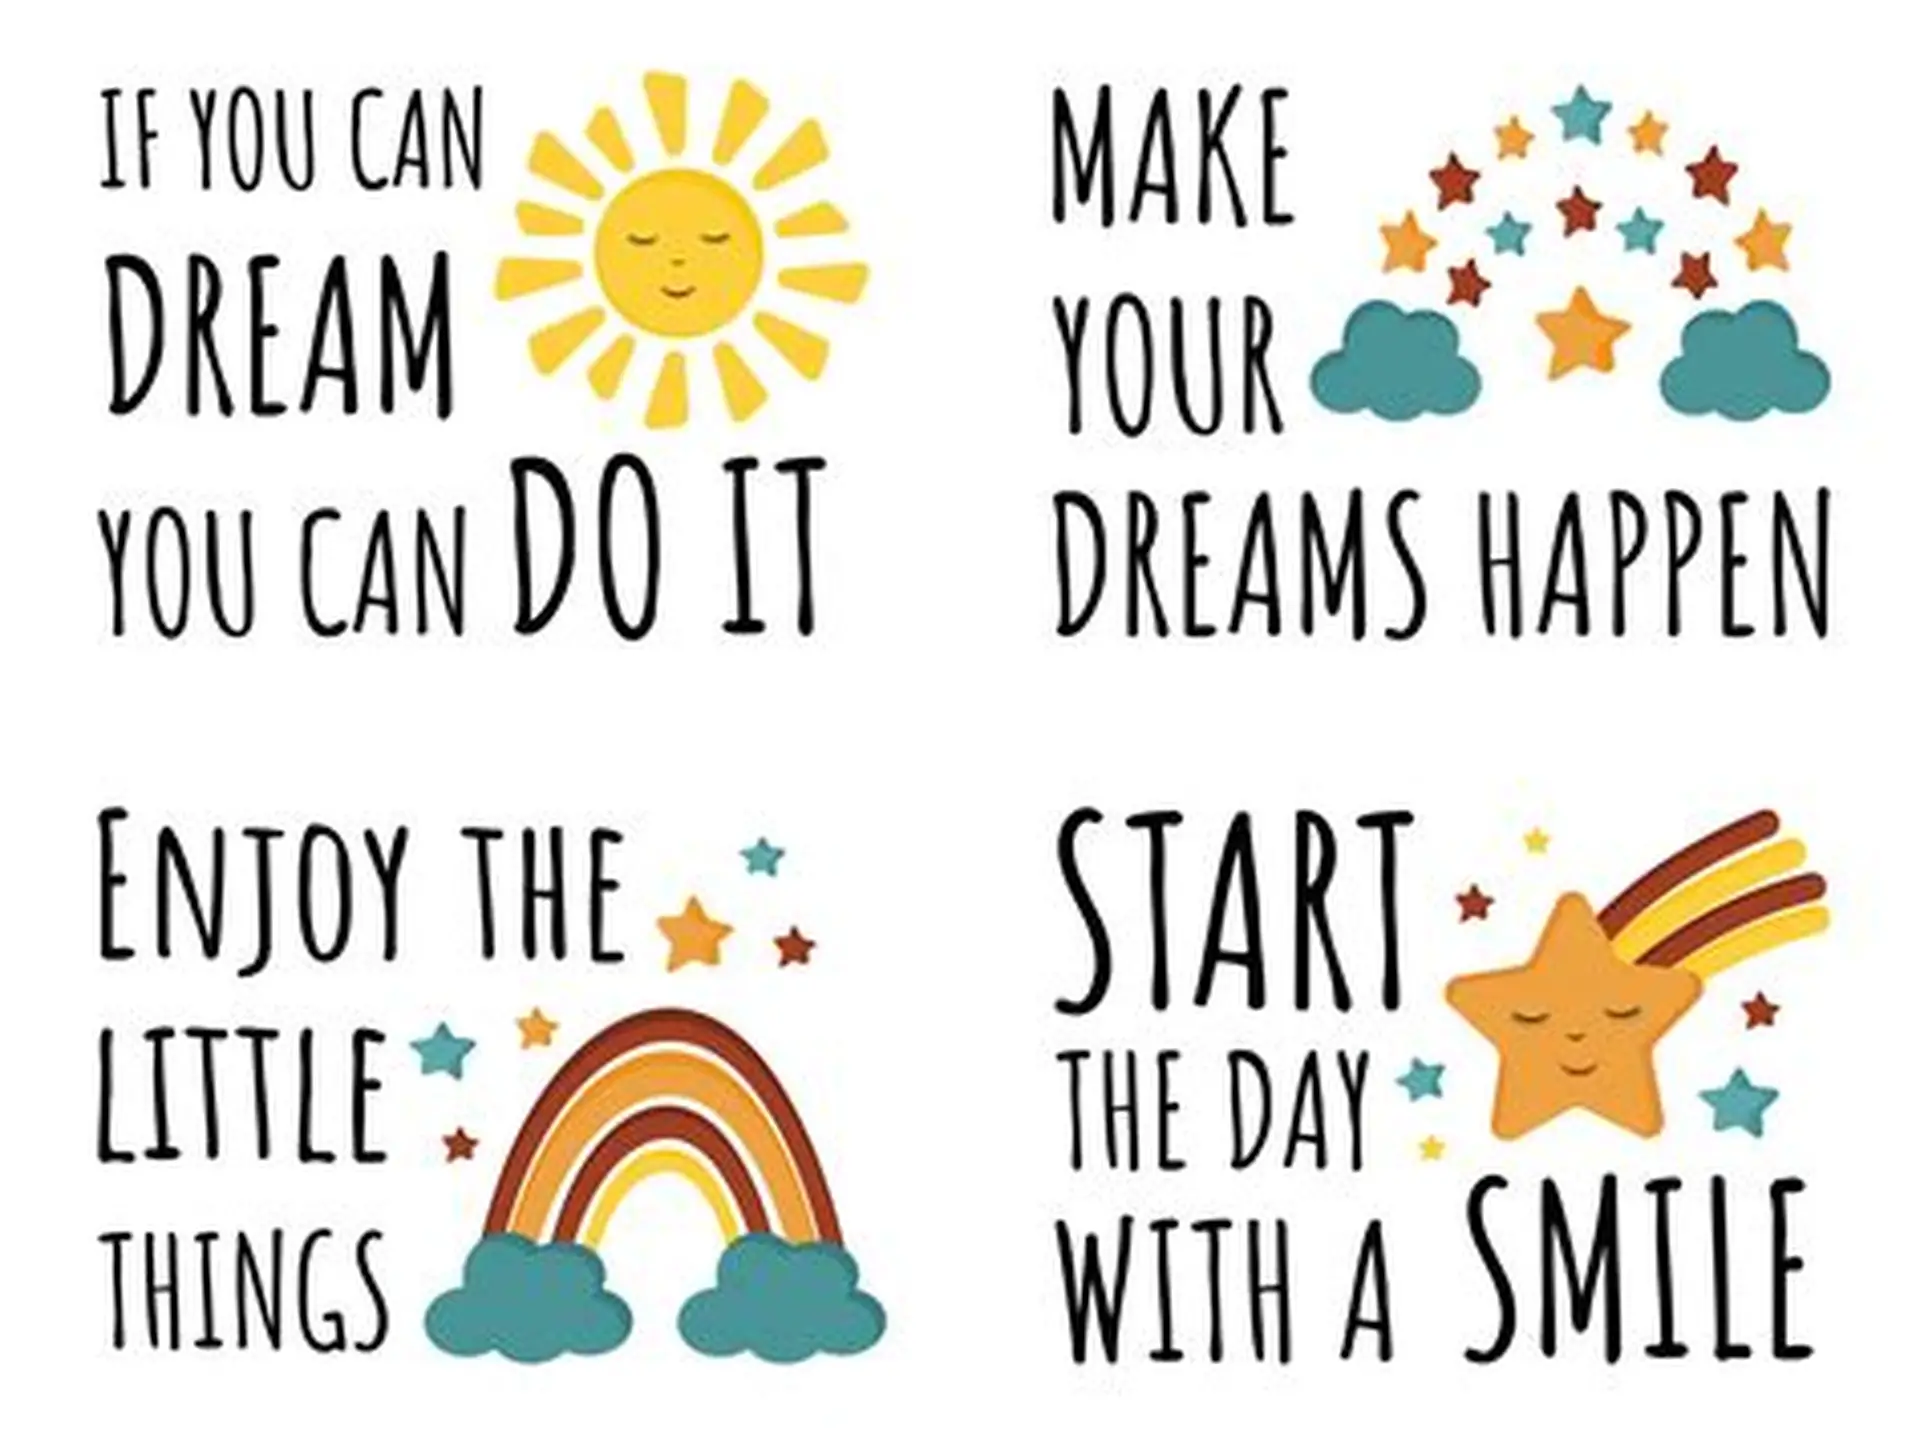 IF YOU CAN
DREAM
YOU CAN DO IT
MAKE
YOUR
DREAMS HAPPEN
ENJOY THE
LITTLE
THINGS
START
THE DAY
WITH A SMILE